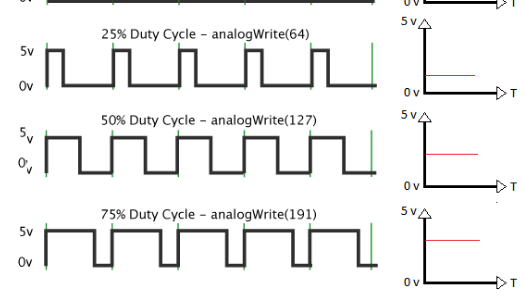 0v
0v T
25% Duty Cycle – analogWrite(64)
5v
0v
5v
0v T
50% Duty Cycle – analogWrite(127)
5v
0v
5v
0v T
75% Duty Cycle – analogWrite(191)
5v
0v
5v
0v T